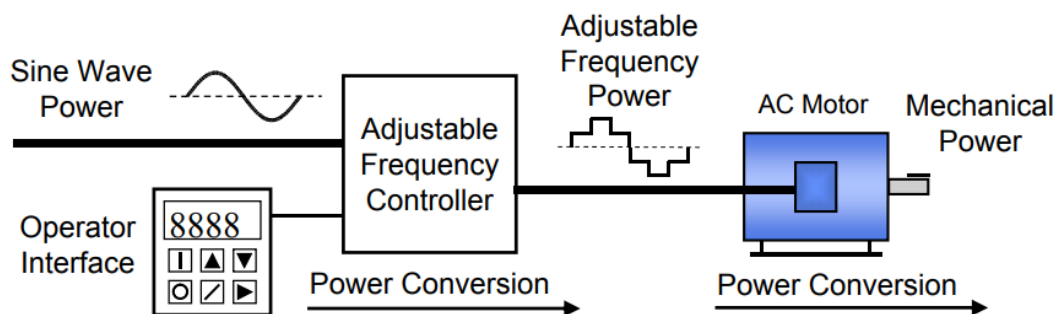 Sine Wave
Power
Adjustable
Frequency
Controller
Adjustable
Frequency
Power
AC Motor
Mechanical
Power
Operator
Interface
8888
Power Conversion
Power Conversion